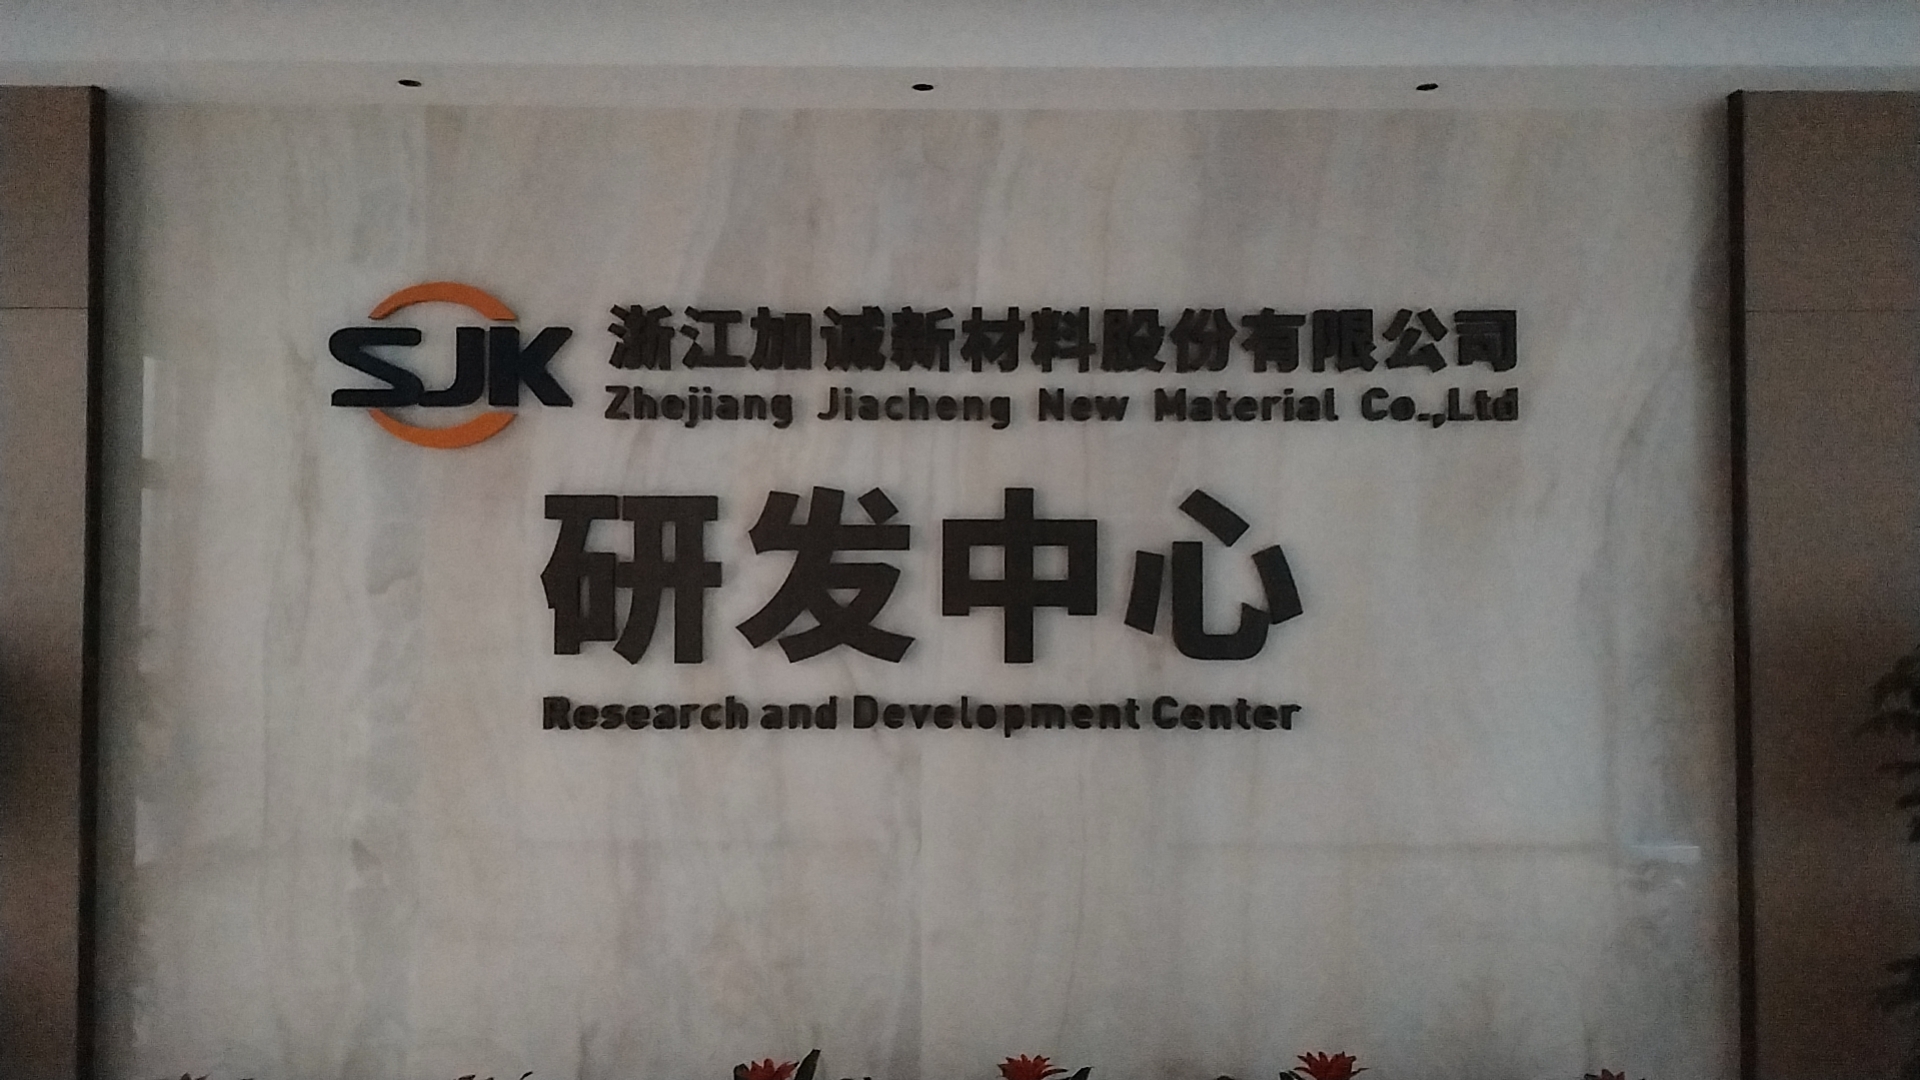 SJK
浙江加诚新材料股份有限公司
Zhejiang Jiacheng New Material Co.,Ltd
研发中心
Research and Development Center